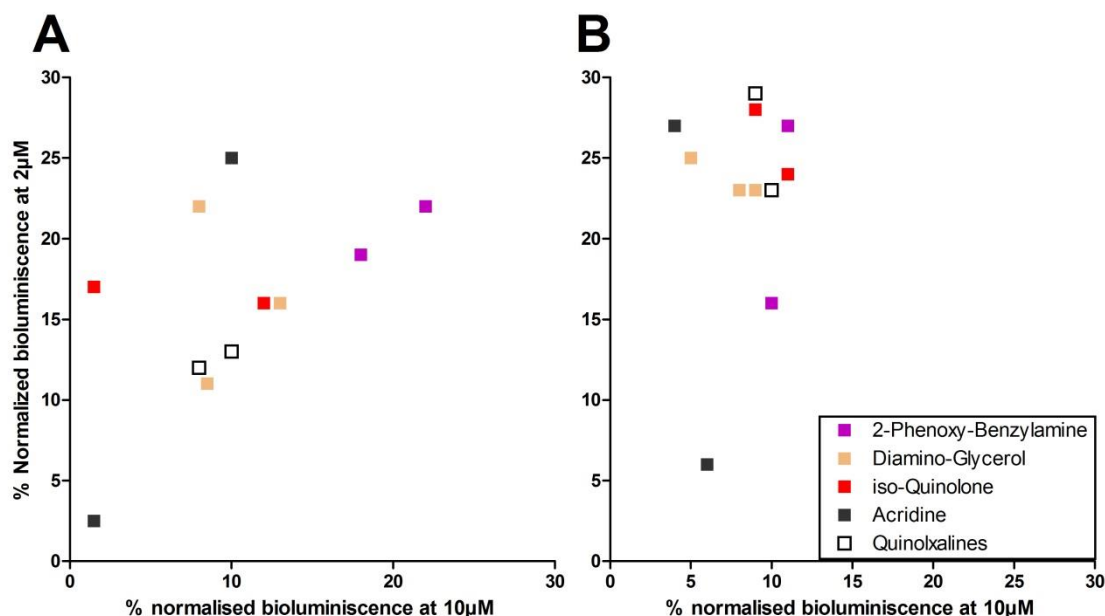 A
% Normalized bioluminiscence at 2µM
30
25
20
15
10
5
0
0 10 20 30
% normalised bioluminiscence at 10µM
B
30
25
20
15
10
5
0
0 5 10 15 20 25 30
% normalised bioluminiscence at 10µM
2-Phenoxy-Benzylamine
Diamino-Glycerol
iso-Quinolone
Acridine
Quinolxalines